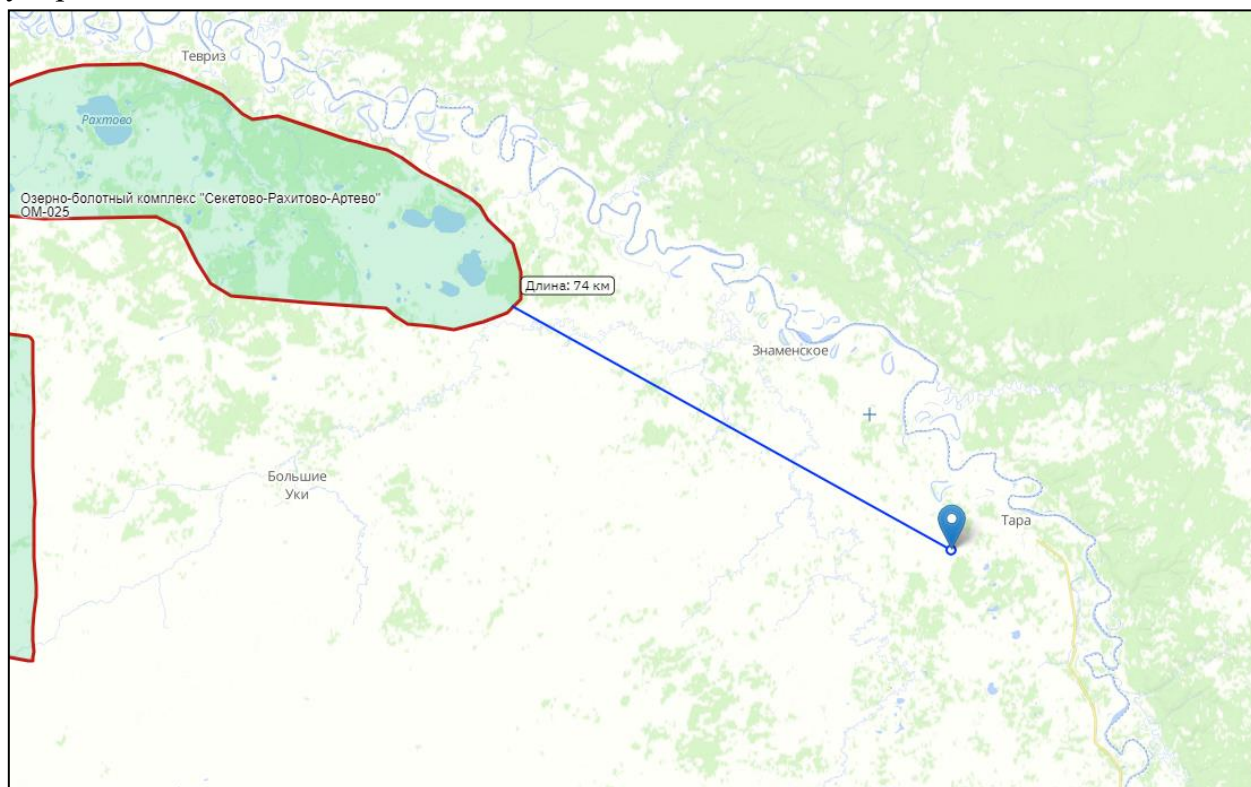 Тевриз
Рахтово
Озерно-болотный комплекс "Секетово-Рахитово-Артево"
ОМ-025
Длина: 74 км
Знаменское
Большие
Уки
Тара